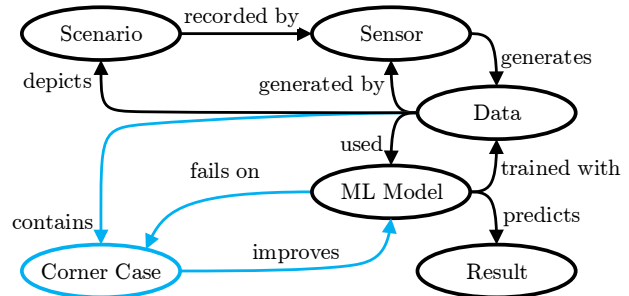 recorded by
Scenario
Sensor
generates
depicts
generated by
Data
used
fails on
trained with
ML Model
predicts
contains
improves
Corner Case
Result